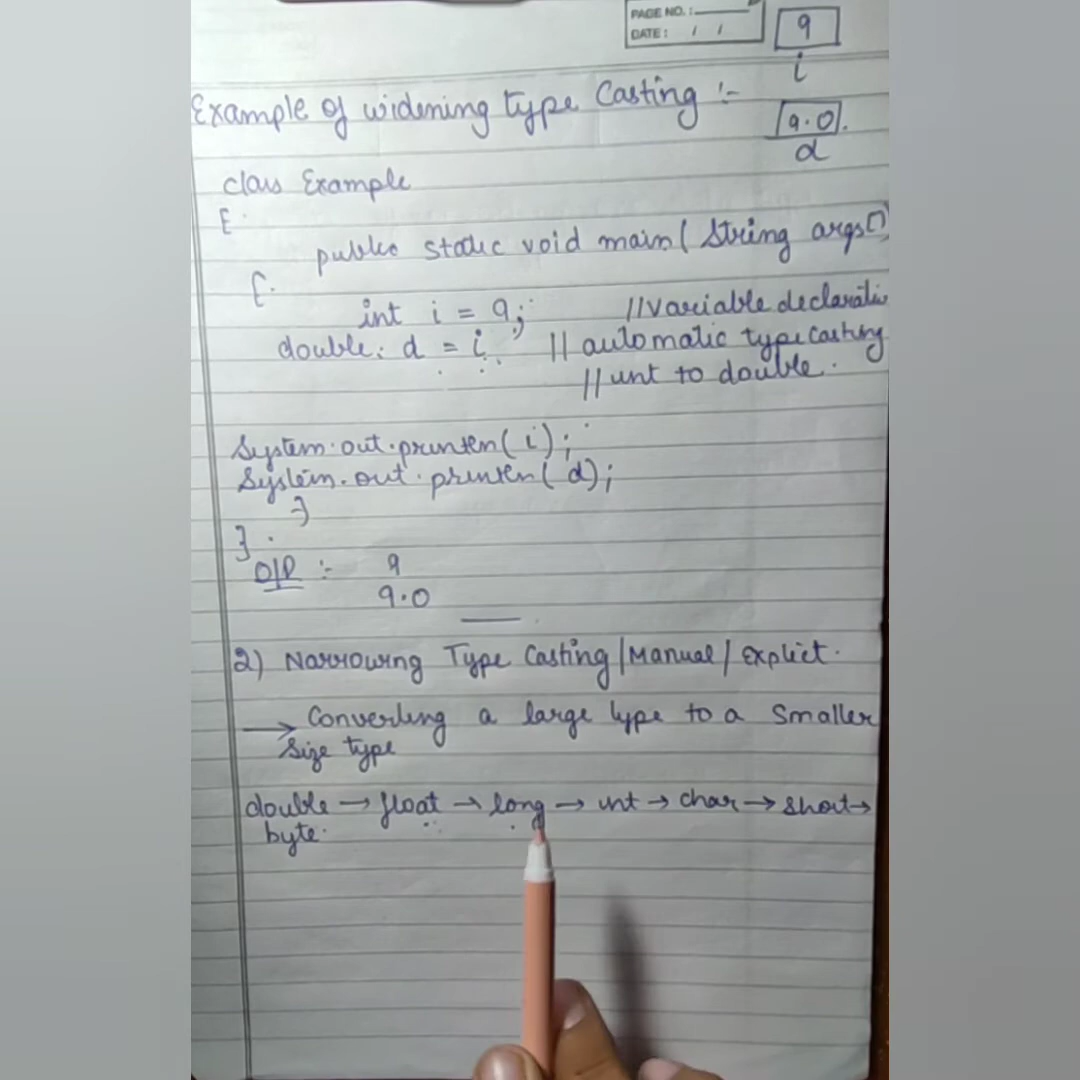 PAGE NO. :
DATE : / /
9
i
9.0
d
Example of widening type Casting :-
class Example
{
public static void main( String args[]
{
int i = 9; //variable declaratio
double d = i; // automatic type casting
// int to double.
System.out.println( i );
System.out.println( d);
}
}
O/P :- 9
9.0
2) Narrowing Type Casting/Manual/Explict.
→ Converting a large type to a smaller
size type
double → float → long → int → char → short →
byte.